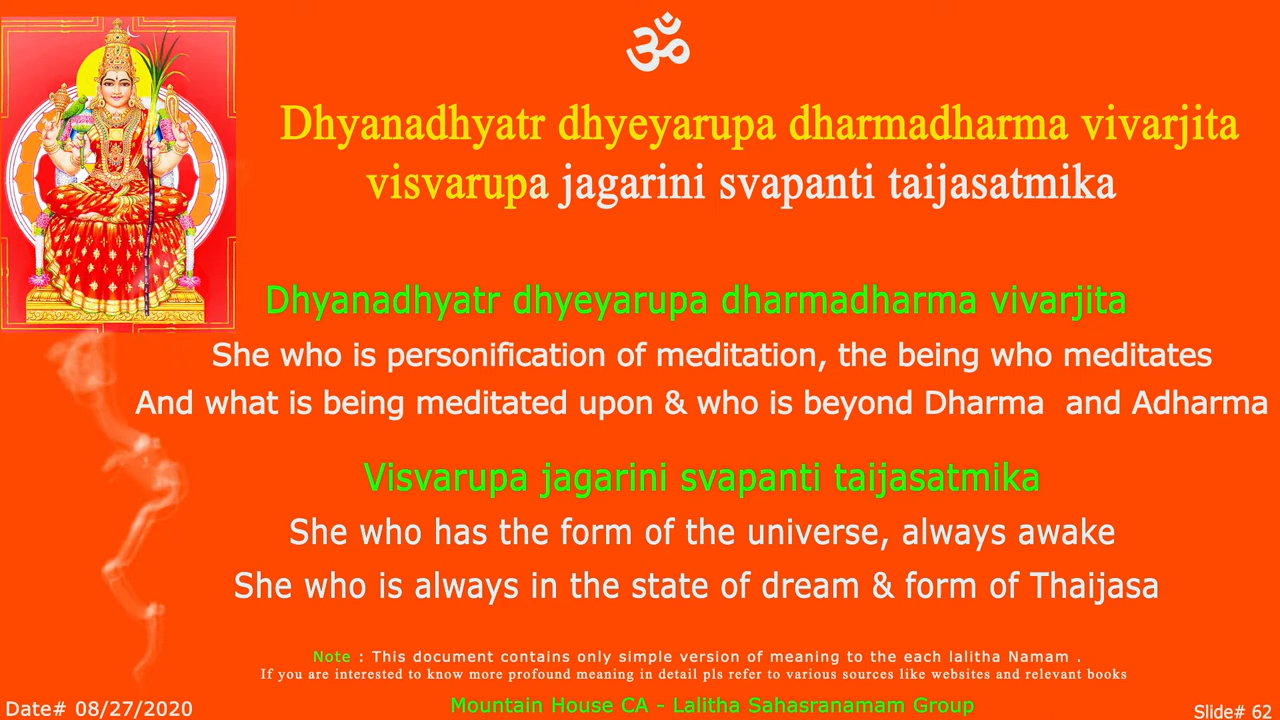 ॐ
Dhyanadhyatr dhyeyarupa dharmadharma vivarjita
visvarupa jagarini svapanti taijasatmika
Dhyanadhyatr dhyeyarupa dharmadharma vivarjita
She who is personification of meditation, the being who meditates
And what is being meditated upon & who is beyond Dharma and Adharma
Visvarupa jagarini svapanti taijasatmika
She who has the form of the universe, always awake
She who is always in the state of dream & form of Thaijasa
Note : This document contains only simple version of meaning to the each lalitha Namam .
If you are interested to know more profound meaning in detail pls refer to various sources like websites and relevant books
Mountain House CA - Lalitha Sahasranamam Group
Date# 08/27/2020
Slide# 62